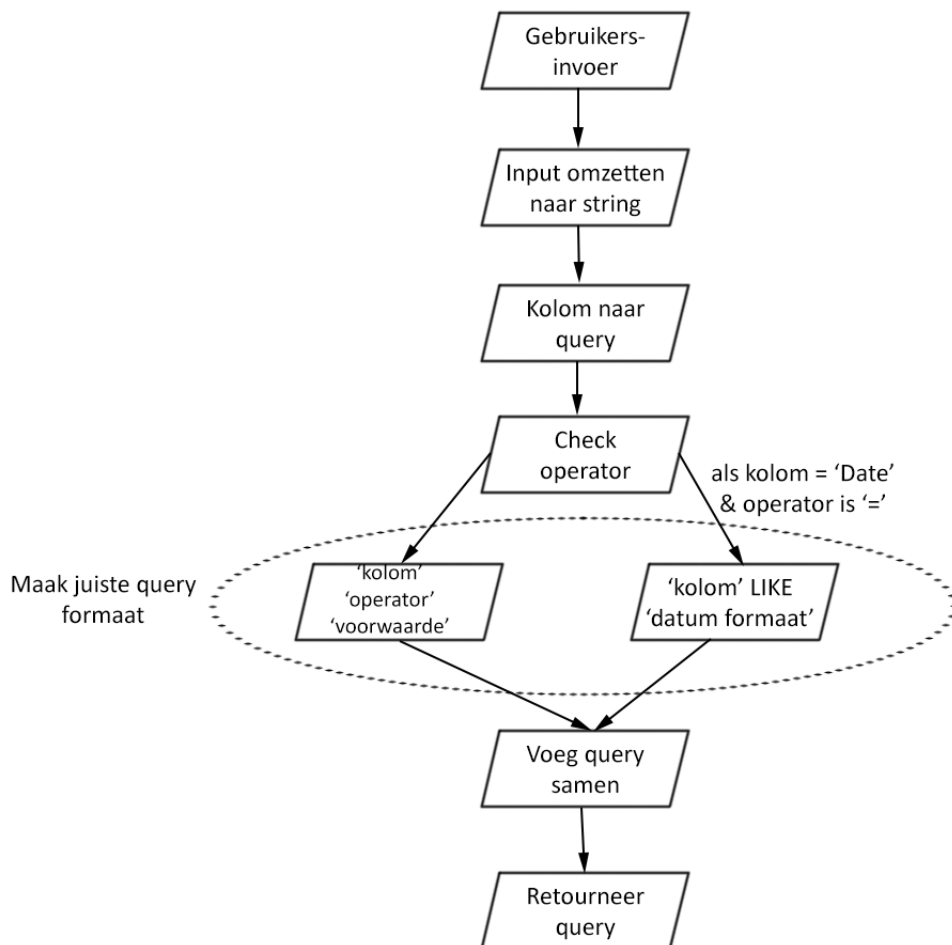 Gebruikers-
invoer
Input omzetten
naar string
Kolom naar
query
Check
operator
als kolom = ‘Date’
& operator is ‘=’
Maak juiste query
formaat
‘kolom’
‘operator’
‘voorwaarde’
‘kolom’ LIKE
‘datum formaat’
Voeg query
samen
Retourneer
query